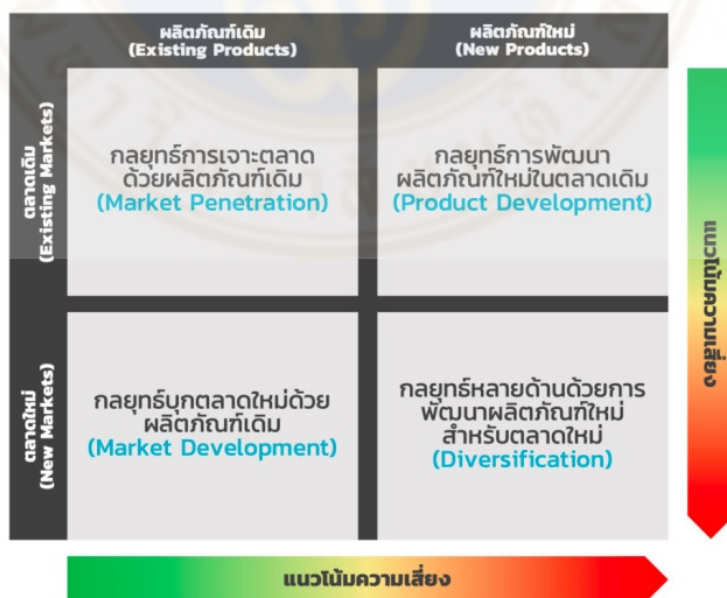 ผลิตภัณฑ์เดิม
(Existing Products)
ผลิตภัณฑ์ใหม่
(New Products)
ตลาดเดิม
(Existing Markets)
กลยุทธ์การเจาะตลาด
ด้วยผลิตภัณฑ์เดิม
(Market Penetration)
กลยุทธ์การพัฒนา
ผลิตภัณฑ์ใหม่ในตลาดเดิม
(Product Development)
แนวโน้มความเสี่ยง
ตลาดใหม่
(New Markets)
กลยุทธ์บุกตลาดใหม่ด้วย
ผลิตภัณฑ์เดิม
(Market Development)
กลยุทธ์หลายด้านด้วยการ
พัฒนาผลิตภัณฑ์ใหม่
สำหรับตลาดใหม่
(Diversification)
แนวโน้มความเสี่ยง